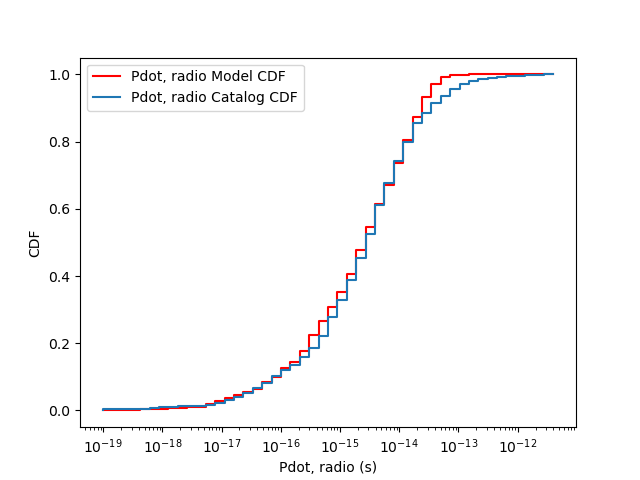 Pdot, radio Model CDF
Pdot, radio Catalog CDF
1.0
0.8
0.6
0.4
0.2
0.0
CDF
10⁻¹⁹ 10⁻¹⁸ 10⁻¹⁷ 10⁻¹⁶ 10⁻¹⁵ 10⁻¹⁴ 10⁻¹³ 10⁻¹²
Pdot, radio (s)